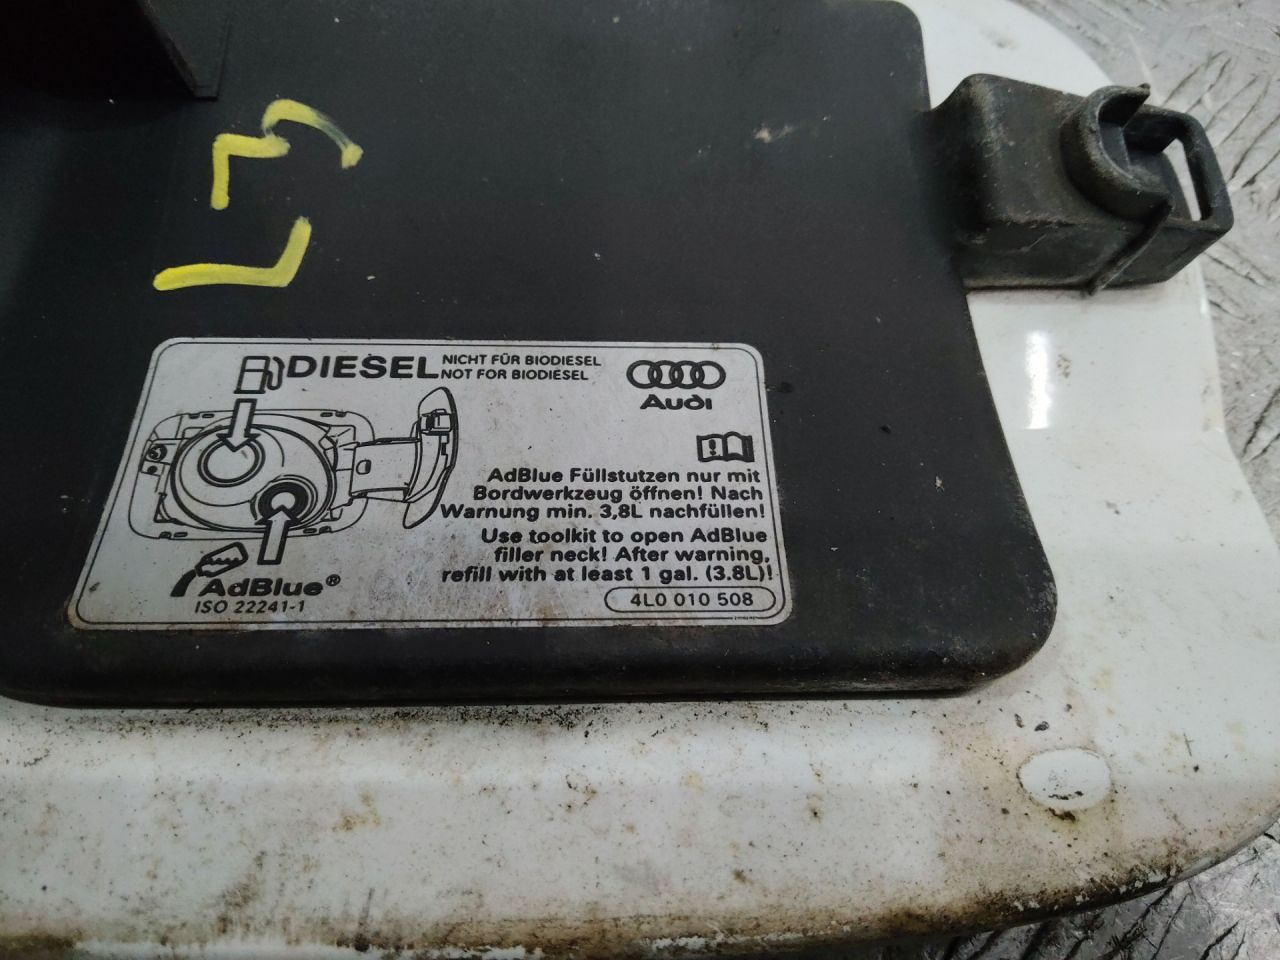 DIESEL
NICHT FÜR BIODIESEL
NOT FOR BIODIESEL
Audi
AdBlue Füllstutzen nur mit
Bordwerkzeug öffnen! Nach
Warnung min. 3,8L nachfüllen!
Use toolkit to open AdBlue
filler neck! After warning,
refill with at least 1 gal. (3.8L)!
AdBlue®
ISO 22241-1
4L0 010 508